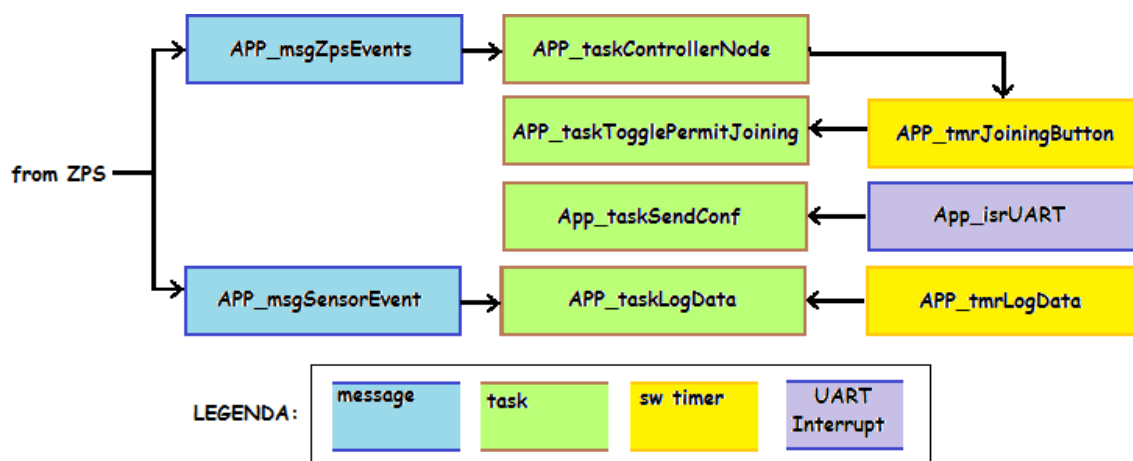 APP_msgZpsEvents
APP_taskControllerNode
APP_taskTogglePermitJoining
APP_tmrJoiningButton
from ZPS
App_taskSendConf
App_isrUART
APP_msgSensorEvent
APP_taskLogData
APP_tmrLogData
LEGENDA:
message
task
sw timer
UART
Interrupt